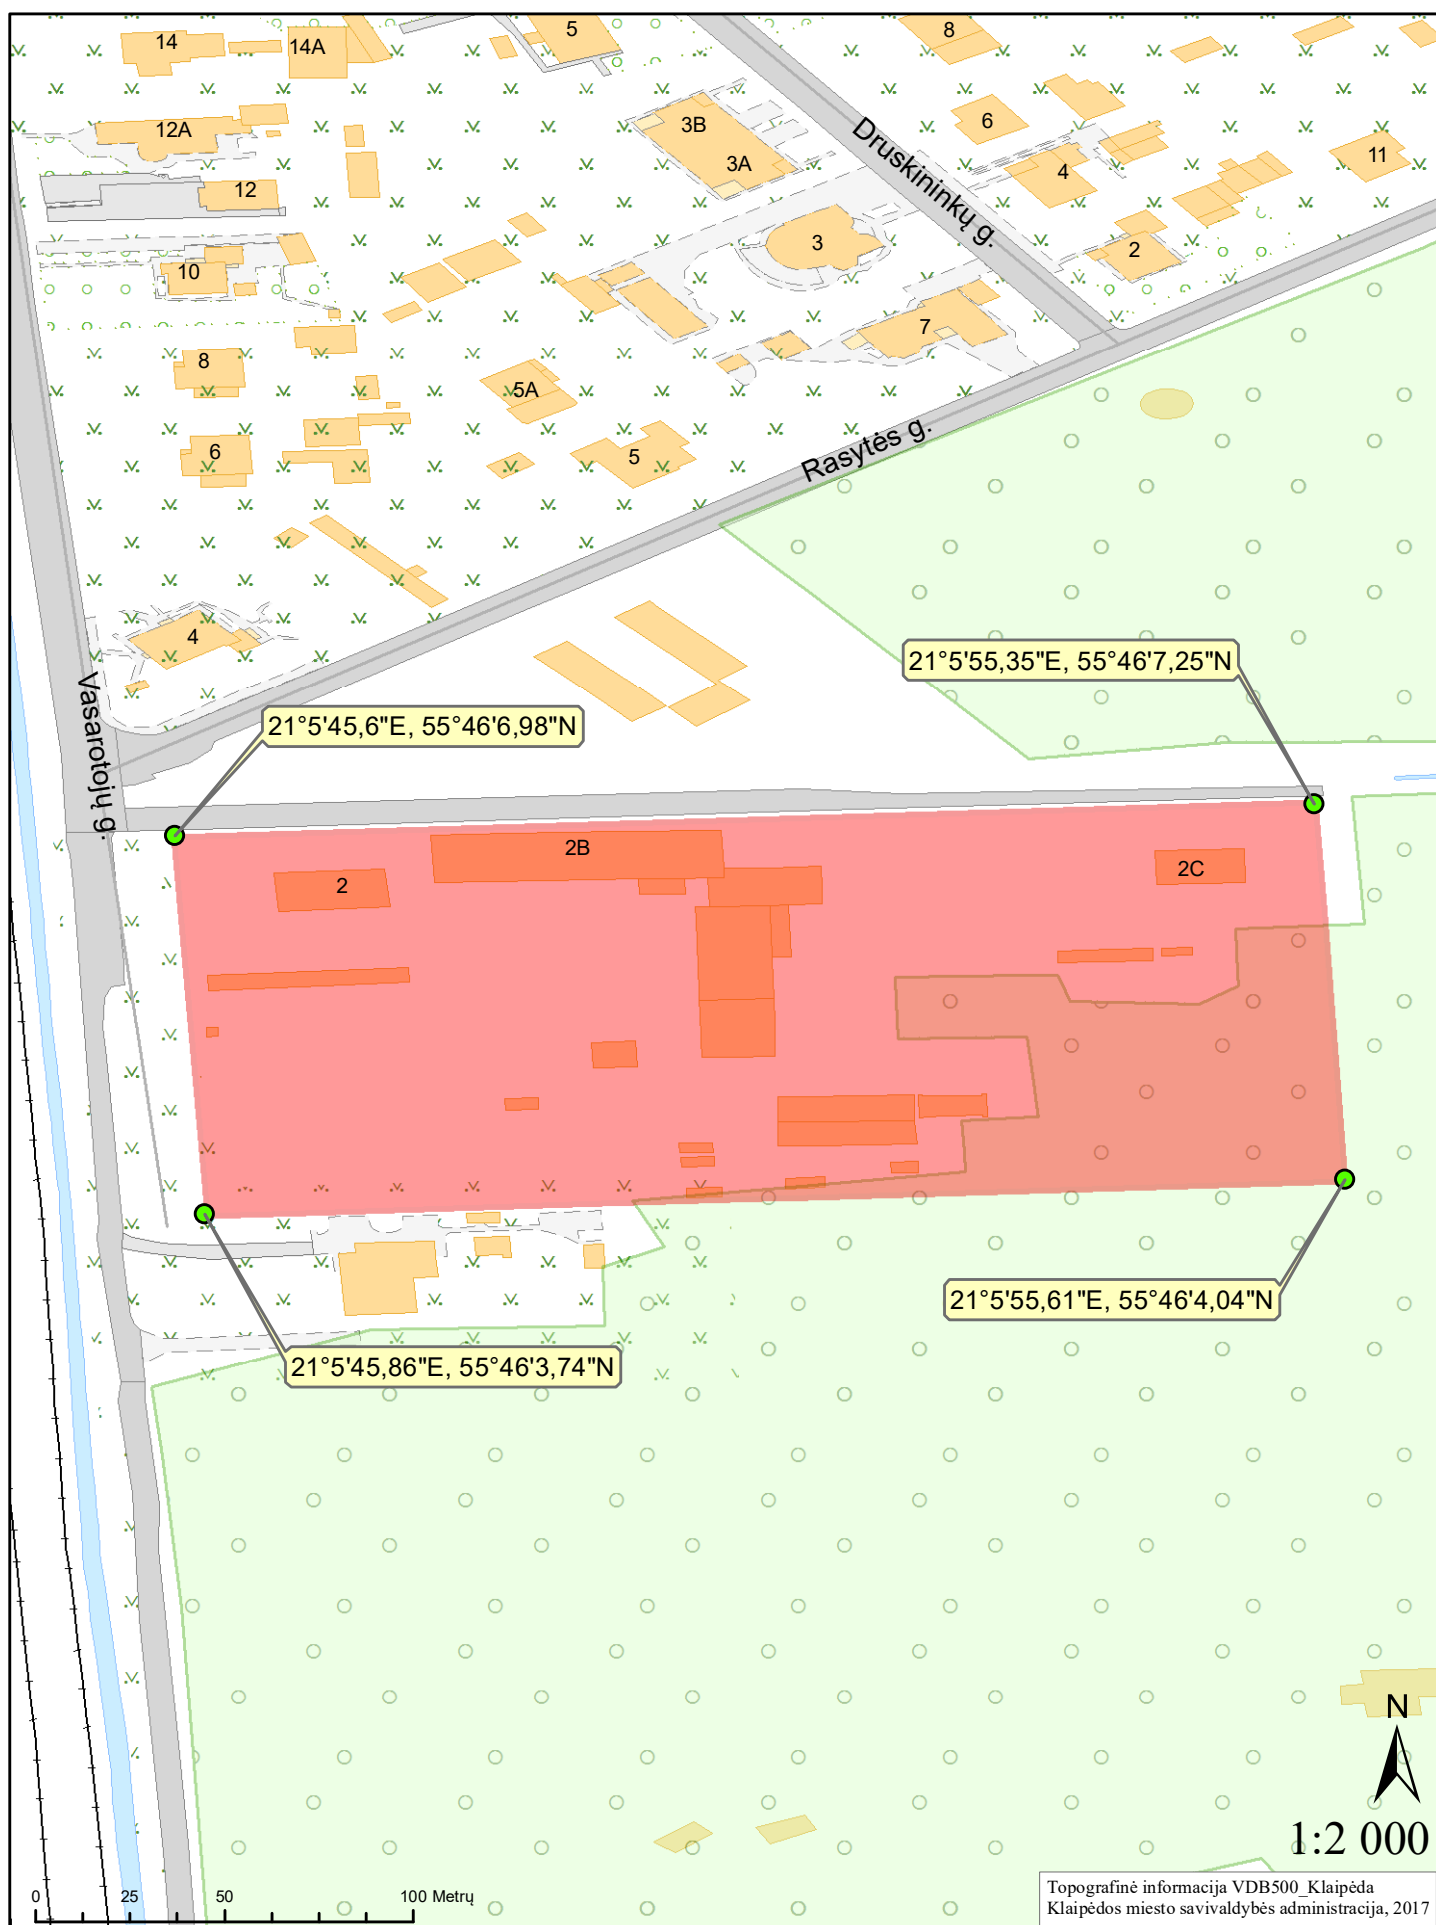 14
14A
5
8
12A
3B
3A
6
4
11
12
Druskininkų g.
3
2
10
7
8
5A
6
5
Rasytės g.
4
Vasarotojų g.
21°5'55,35"E, 55°46'7,25"N
21°5'45,6"E, 55°46'6,98"N
2B
2
2C
21°5'55,61"E, 55°46'4,04"N
21°5'45,86"E, 55°46'3,74"N
N
1:2 000
0 25 50 100 Metrų
Topografinė informacija VDB500_Klaipėda
Klaipėdos miesto savivaldybės administracija, 2017